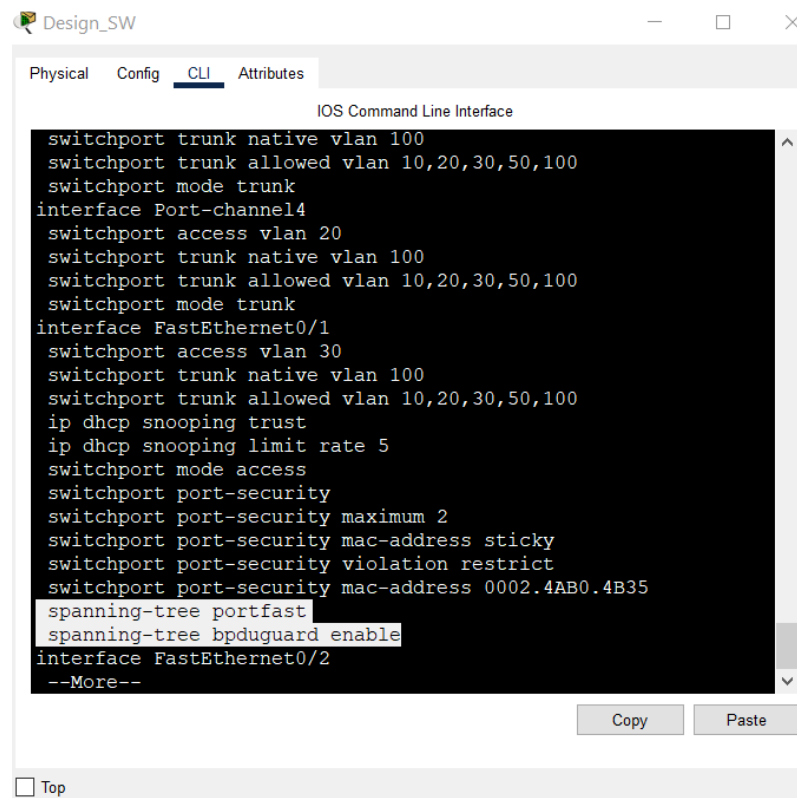 Design_SW
Physical Config CLI Attributes
IOS Command Line Interface
switchport trunk native vlan 100
switchport trunk allowed vlan 10,20,30,50,100
switchport mode trunk
interface Port-channel4
switchport access vlan 20
switchport trunk native vlan 100
switchport trunk allowed vlan 10,20,30,50,100
switchport mode trunk
interface FastEthernet0/1
switchport access vlan 30
switchport trunk native vlan 100
switchport trunk allowed vlan 10,20,30,50,100
ip dhcp snooping trust
ip dhcp snooping limit rate 5
switchport mode access
switchport port-security
switchport port-security maximum 2
switchport port-security mac-address sticky
switchport port-security violation restrict
switchport port-security mac-address 0002.4AB0.4B35
spanning-tree portfast
spanning-tree bpduguard enable
interface FastEthernet0/2
--More--
Copy Paste
Top